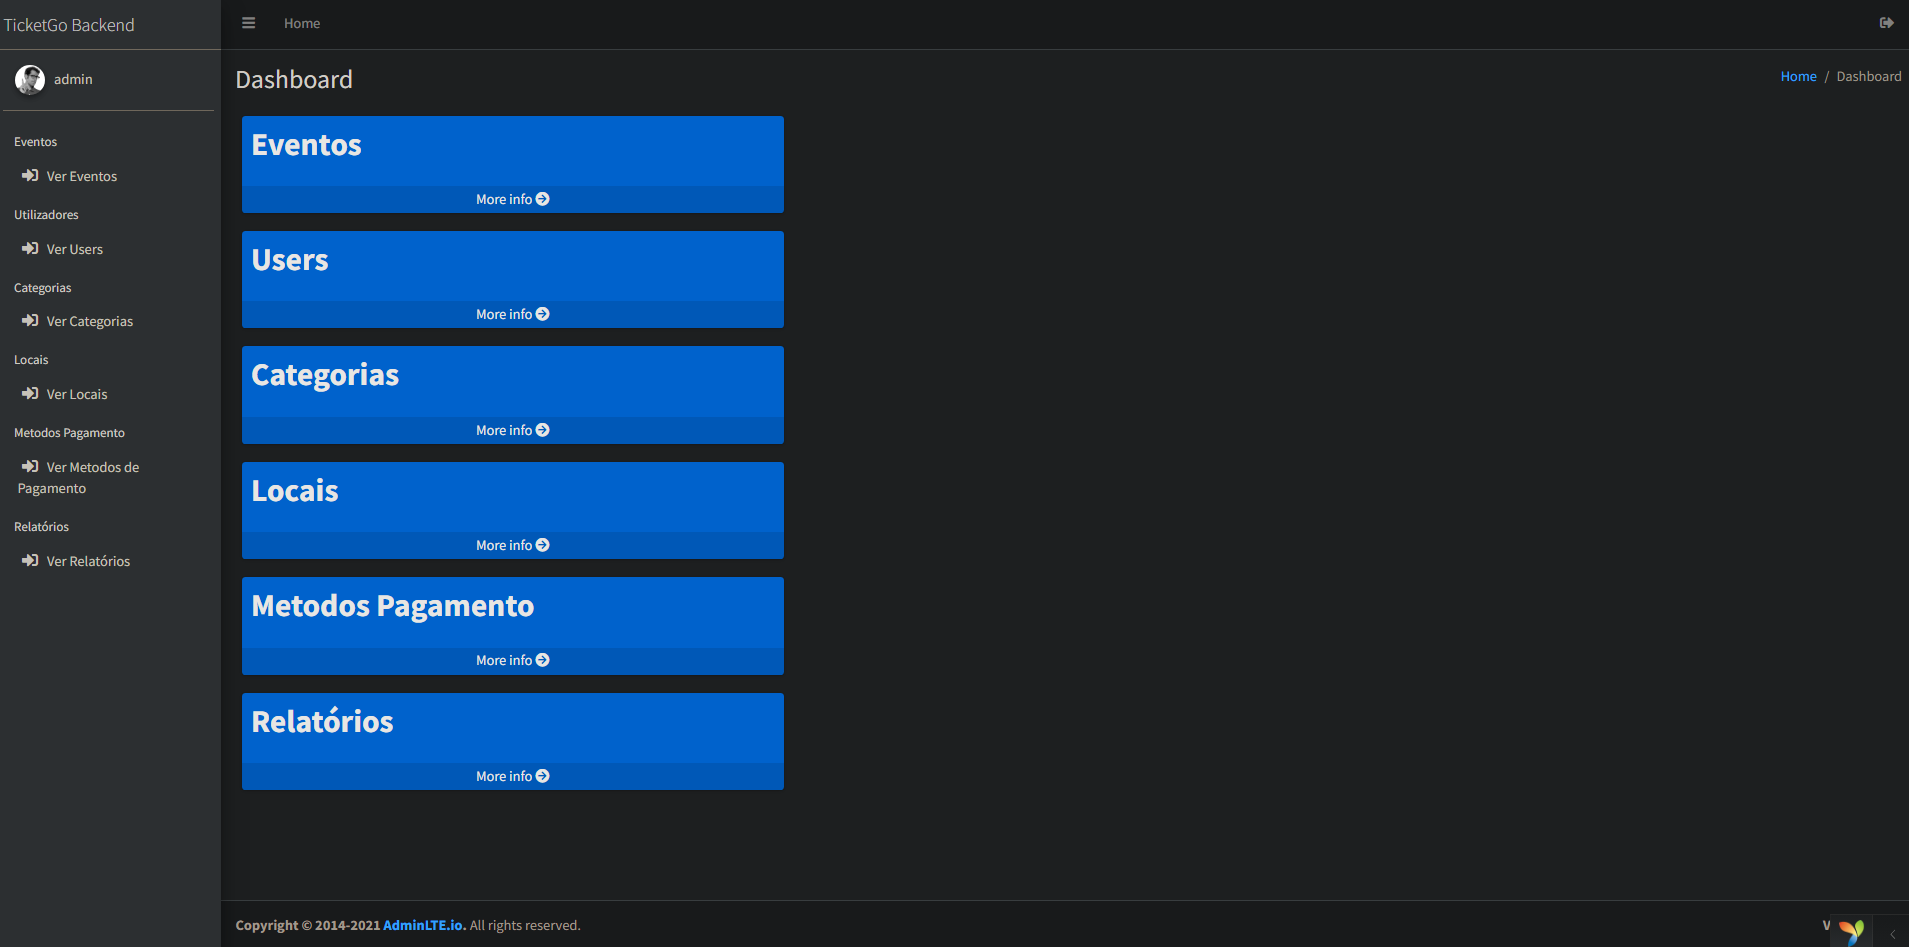 TicketGo Backend
Home
admin
Dashboard
Home / Dashboard
Eventos
Ver Eventos
Utilizadores
Ver Users
Categorias
Ver Categorias
Locais
Ver Locais
Metodos Pagamento
Ver Metodos de
Pagamento
Relatórios
Ver Relatórios
Eventos
More info
Users
More info
Categorias
More info
Locais
More info
Metodos Pagamento
More info
Relatórios
More info
Copyright © 2014-2021 AdminLTE.io. All rights reserved.